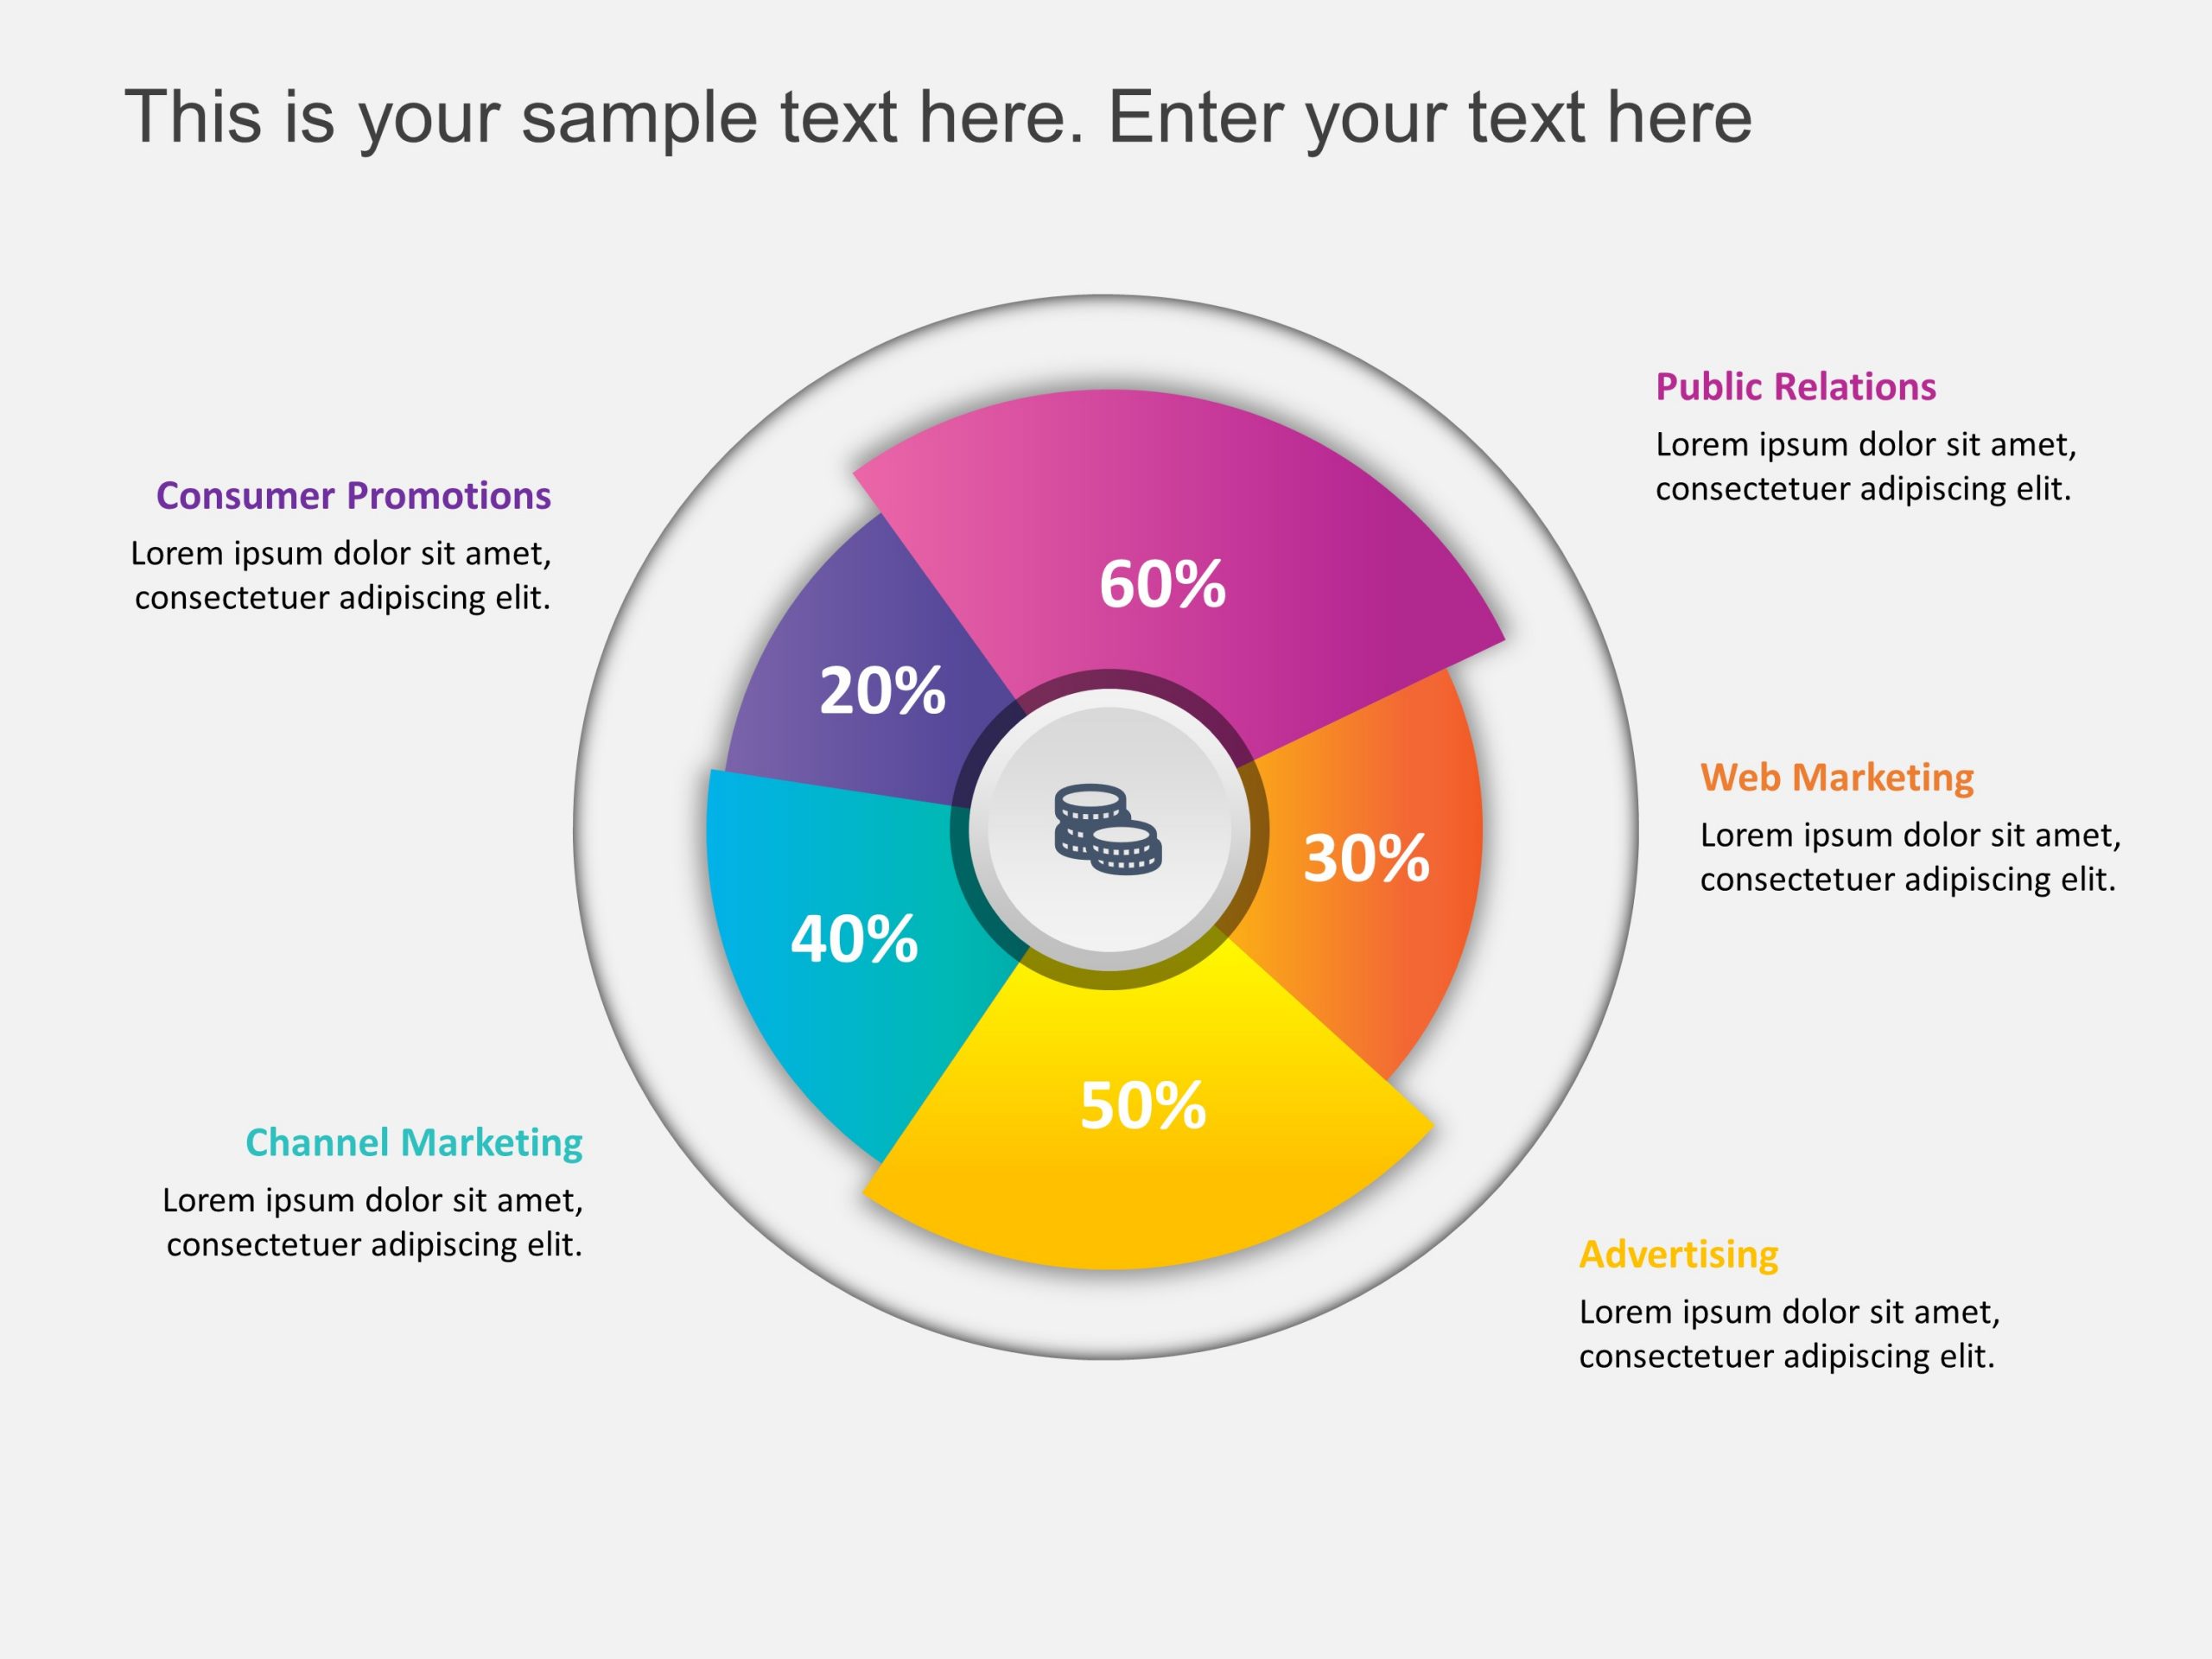 This is your sample text here. Enter your text here
Public Relations
Lorem ipsum dolor sit amet,
consectetuer adipiscing elit.
Consumer Promotions
Lorem ipsum dolor sit amet,
consectetuer adipiscing elit.
60%
20%
30%
40%
50%
Web Marketing
Lorem ipsum dolor sit amet,
consectetuer adipiscing elit.
Channel Marketing
Lorem ipsum dolor sit amet,
consectetuer adipiscing elit.
Advertising
Lorem ipsum dolor sit amet,
consectetuer adipiscing elit.